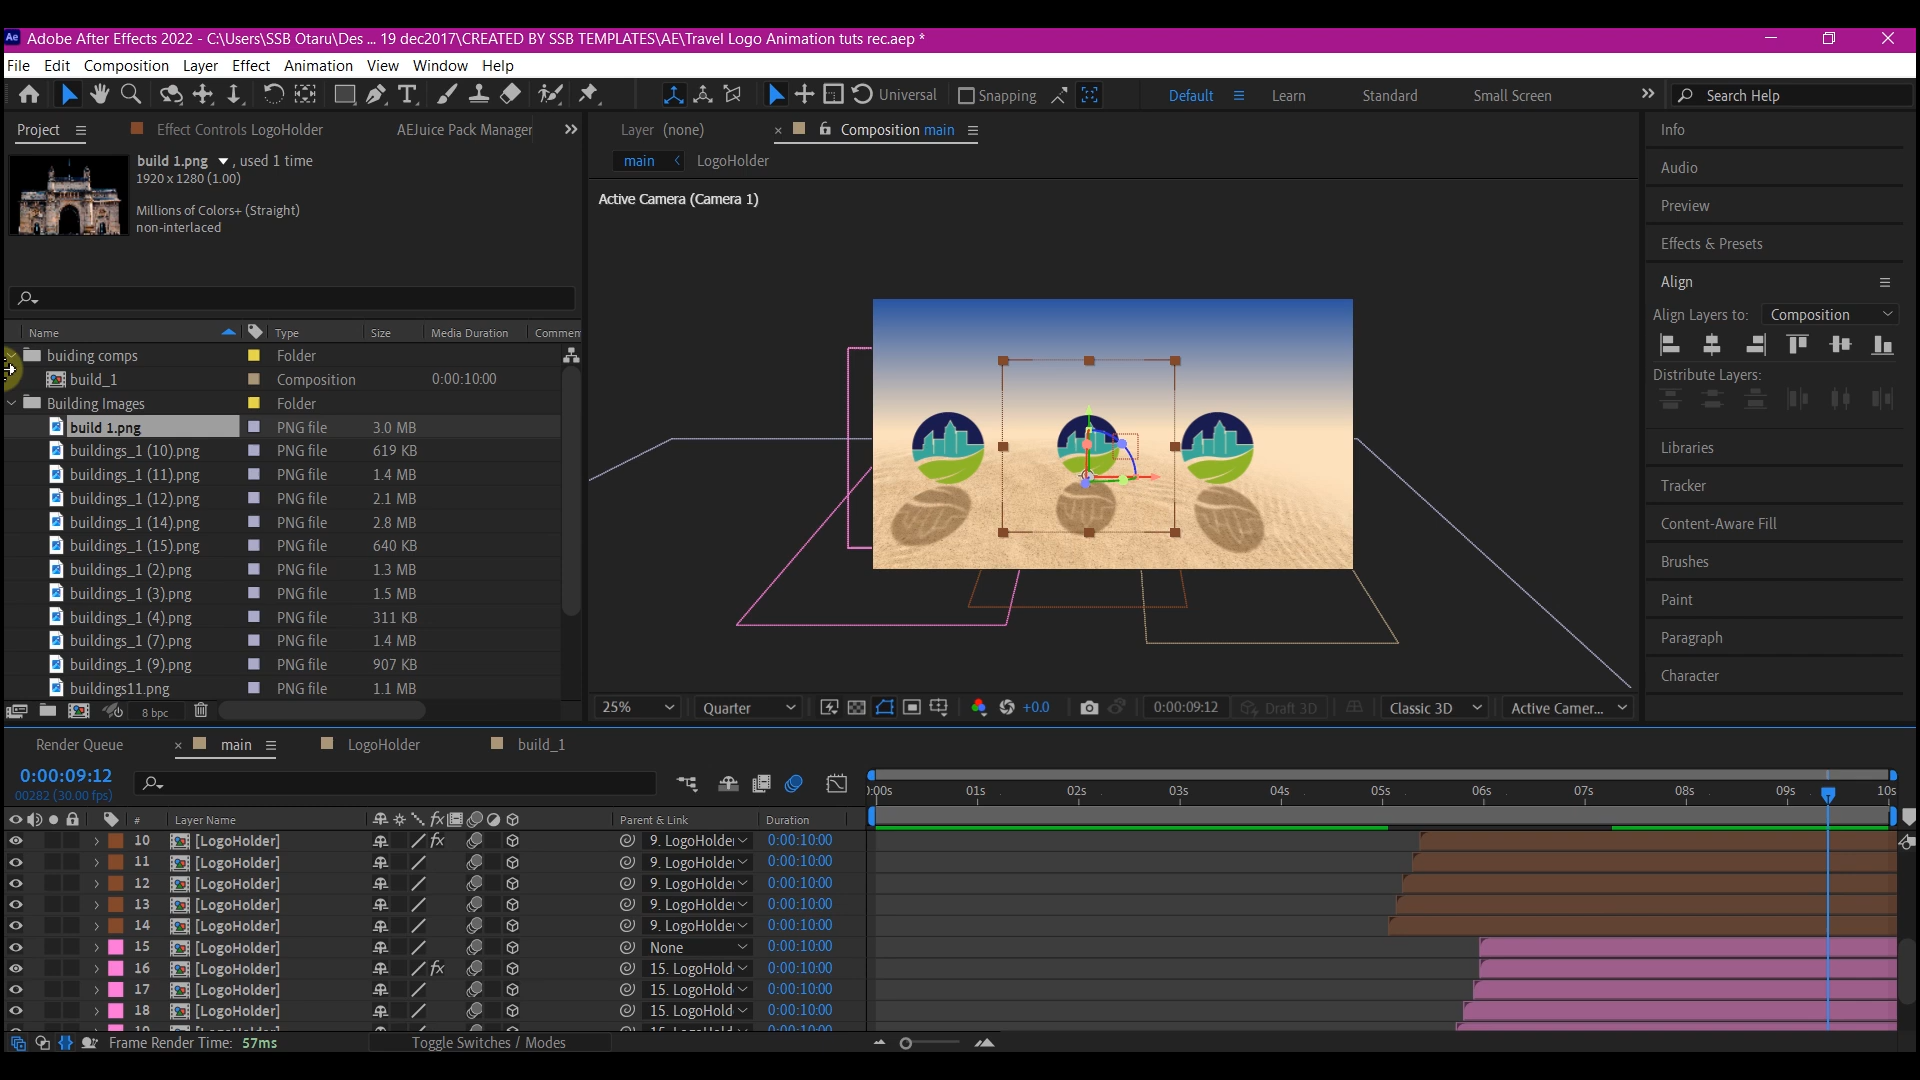 Adobe After Effects 2022 - C:\Users\SSB Otaru\Des ... 19 dec2017\CREATED BY SSB TEMPLATES\AE\Travel Logo Animation tuts rec.aep *
File Edit Composition Layer Effect Animation View Window Help
Universal Snapping Default Learn Standard Small Screen Search Help
Project Effect Controls LogoHolder AEJuice Pack Manager
build 1.png , used 1 time
1920 x 1280 (1.00)
Millions of Colors+ (Straight)
non-interlaced
Name Type Size Media Duration Commen
buiding comps Folder
build_1 Composition 0:00:10:00
Building Images Folder
build 1.png PNG file 3.0 MB
buildings_1 (10).png PNG file 619 KB
buildings_1 (11).png PNG file 1.4 MB
buildings_1 (12).png PNG file 2.1 MB
buildings_1 (14).png PNG file 2.8 MB
buildings_1 (15).png PNG file 640 KB
buildings_1 (2).png PNG file 1.3 MB
buildings_1 (3).png PNG file 1.5 MB
buildings_1 (4).png PNG file 311 KB
buildings_1 (7).png PNG file 1.4 MB
buildings_1 (9).png PNG file 907 KB
buildings11.png PNG file 1.1 MB
8 bpc
Layer (none) Composition main
main LogoHolder
Active Camera (Camera 1)
25% Quarter +0.0 0:00:09:12 Draft 3D Classic 3D Active Camer...
Info
Audio
Preview
Effects & Presets
Align
Align Layers to: Composition
Distribute Layers:
Libraries
Tracker
Content-Aware Fill
Brushes
Paint
Paragraph
Character
Render Queue main LogoHolder build_1
0:00:09:12
00282 (30.00 fps)
):00s 01s 02s 03s 04s 05s 06s 07s 08s 09s 10s
# Layer Name Parent & Link Duration
10 [LogoHolder] 9. LogoHolder 0:00:10:00
11 [LogoHolder] 9. LogoHolder 0:00:10:00
12 [LogoHolder] 9. LogoHolder 0:00:10:00
13 [LogoHolder] 9. LogoHolder 0:00:10:00
14 [LogoHolder] 9. LogoHolder 0:00:10:00
15 [LogoHolder] None 0:00:10:00
16 [LogoHolder] 15. LogoHold 0:00:10:00
17 [LogoHolder] 15. LogoHold 0:00:10:00
18 [LogoHolder] 15. LogoHold 0:00:10:00
Frame Render Time: 57ms Toggle Switches / Modes